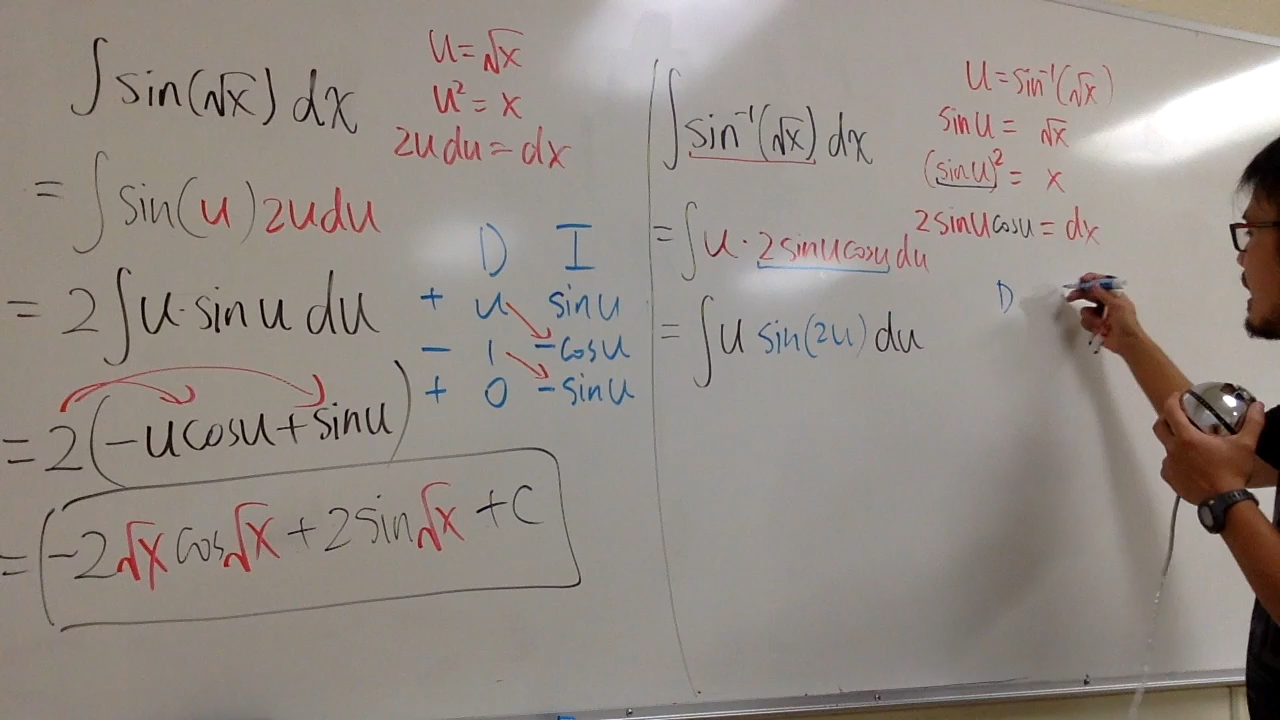 ∫ sin(√x) dx
u = √x
u² = x
2u du = dx
= ∫ sin(u) 2u du
= 2 ∫ u · sin u du
D I
+ u sin u
− 1 −cos u
+ 0 −sin u
= 2(−u cos u + sin u)
= −2√x cos√x + 2 sin√x + C
∫ sin⁻¹(√x) dx
u = sin⁻¹(√x)
sin u = √x
(sin u)² = x
2 sin u cos u = dx
= ∫ u · 2 sin u cos u du
= ∫ u sin(2u) du
D